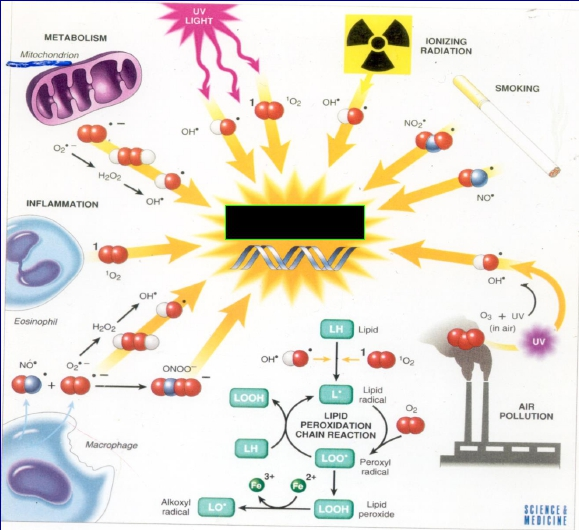 UV
LIGHT
METABOLISM
Mitochondrion
IONIZING
RADIATION
SMOKING
OH•
1
¹O₂
OH•
NO₂•
NO•
O₂•−
H₂O₂
OH•
INFLAMMATION
1
¹O₂
Eosinophil
OH•
H₂O₂
O₂•−
NO•
+
ONOO−
Macrophage
OH•
O₃ + UV
(in air)
UV
AIR
POLLUTION
LH
Lipid
OH•
1
¹O₂
L•
Lipid
radical
O₂
LOOH
LIPID
PEROXIDATION
CHAIN REACTION
LH
LOO•
Peroxyl
radical
Fe 3+
Fe 2+
Alkoxyl
radical
LO•
LOOH
Lipid
peroxide
SCIENCE &
MEDICINE